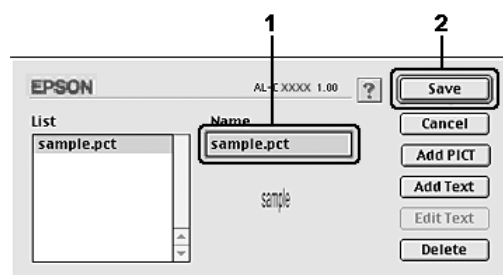 1 2
EPSON
AL-C XXXX 1.00
?
Save
List
Name
Cancel
sample.pct
sample.pct
Add PICT
sample
Add Text
Edit Text
Delete